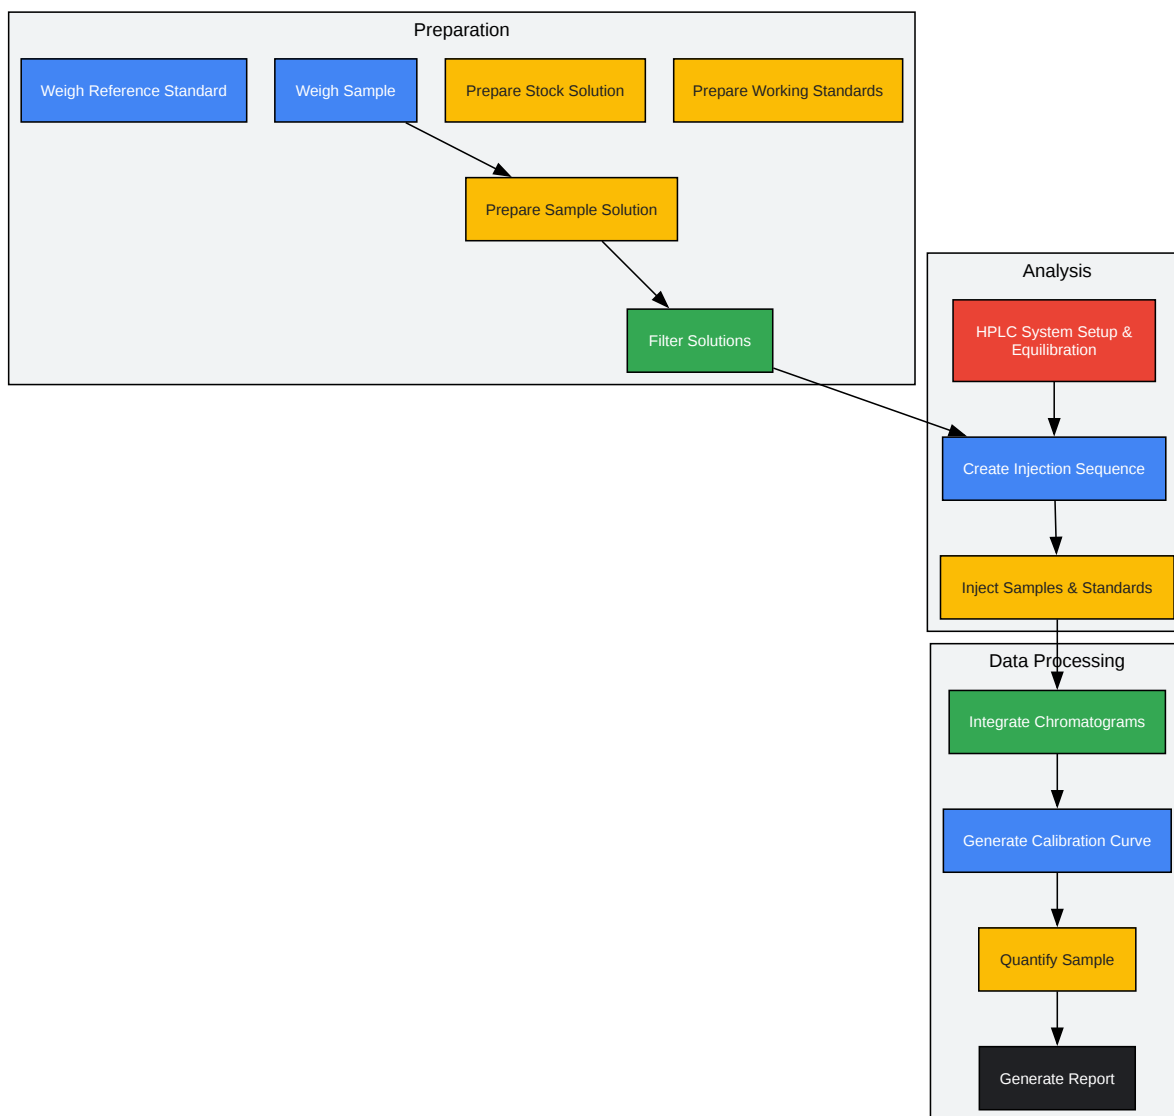 Preparation
Weigh Reference Standard
Weigh Sample
Prepare Stock Solution
Prepare Working Standards
Prepare Sample Solution
Filter Solutions
Analysis
HPLC System Setup &
Equilibration
Create Injection Sequence
Inject Samples & Standards
Data Processing
Integrate Chromatograms
Generate Calibration Curve
Quantify Sample
Generate Report